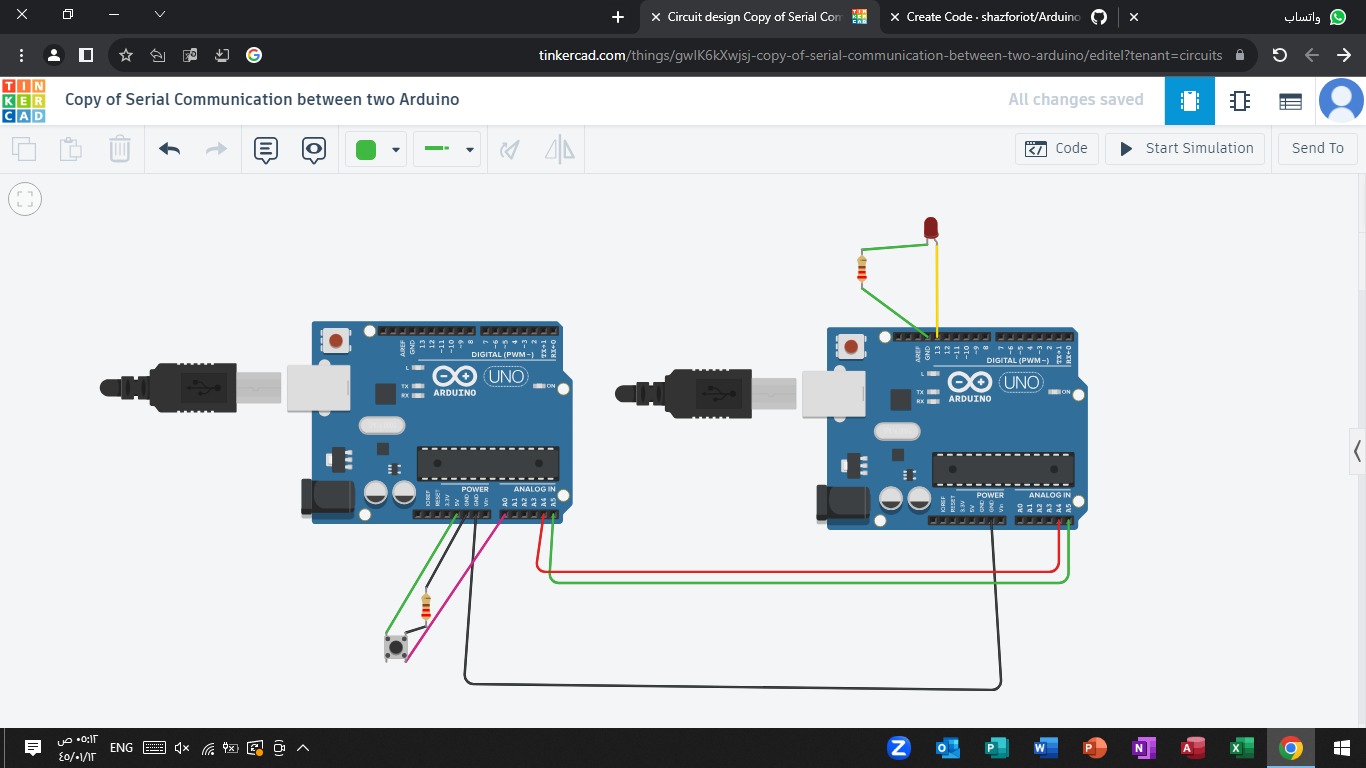 Circuit design Copy of Serial Com
Create Code · shazforiot/Arduino
واتساب
tinkercad.com/things/gwIK6kXwjsj-copy-of-serial-communication-between-two-arduino/editel?tenant=circuits
TIN
KER
CAD
Copy of Serial Communication between two Arduino
All changes saved
Code
Start Simulation
Send To
AREF
GND
13
12
~11
~10
~9
8
7
~6
~5
4
~3
2
TX→1
RX←0
DIGITAL (PWM~)
L
TX
RX
UNO
ARDUINO
ON
POWER
ANALOG IN
IOREF
RESET
3.3V
5V
GND
GND
Vin
A0
A1
A2
A3
A4
A5
AREF
GND
13
12
~11
~10
~9
8
7
~6
~5
4
~3
2
TX→1
RX←0
DIGITAL (PWM~)
L
TX
RX
UNO
ARDUINO
ON
POWER
ANALOG IN
IOREF
RESET
3.3V
5V
GND
GND
Vin
A0
A1
A2
A3
A4
A5
٠٥:١٢ ص
٤٥/٠١/١٢
ENG